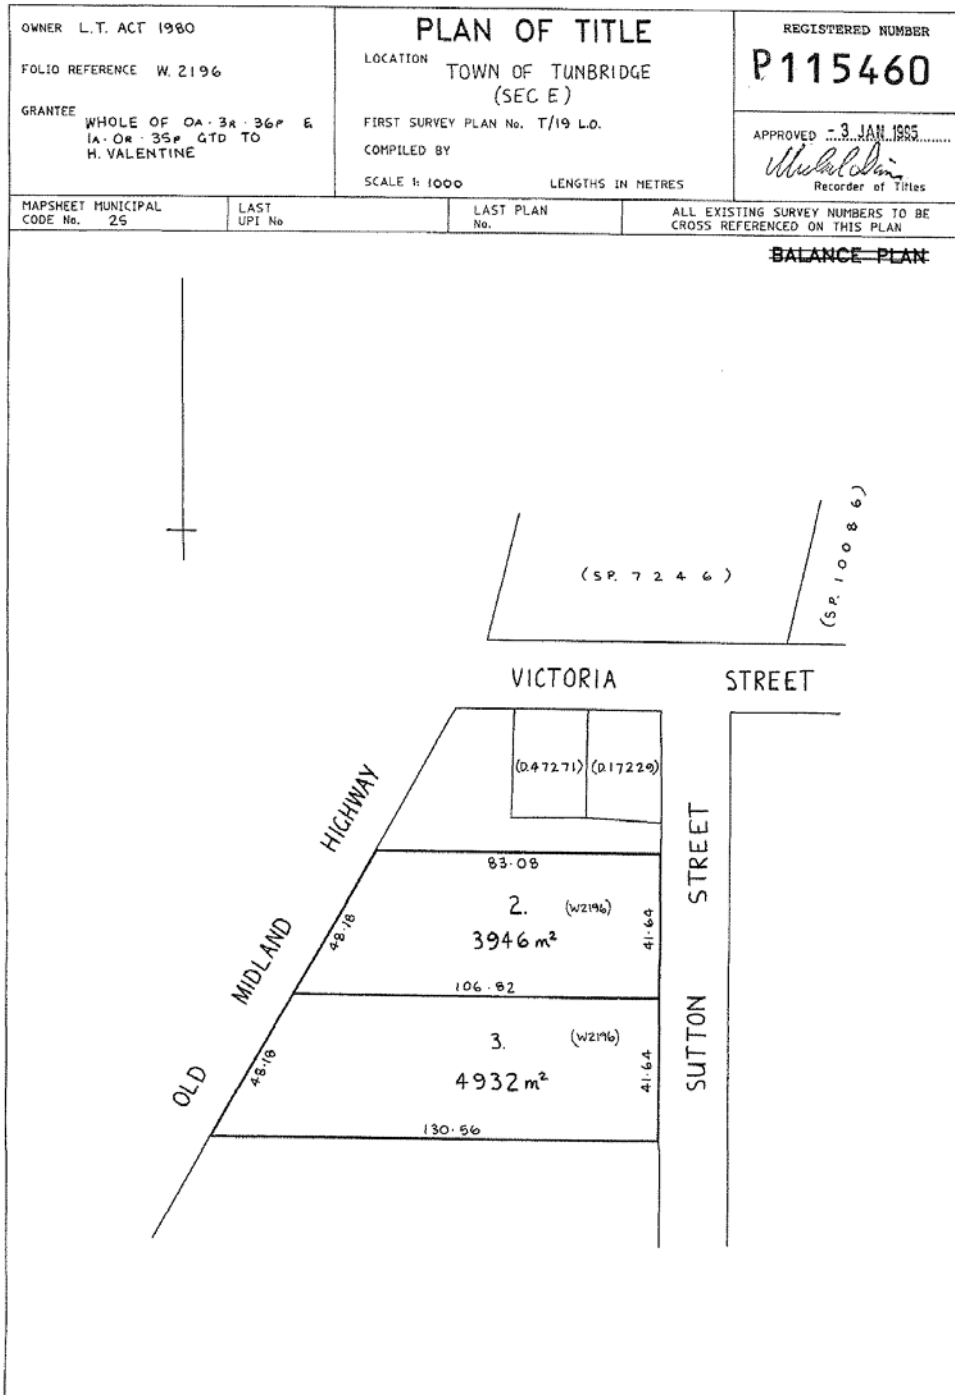 OWNER L.T. ACT 1980
FOLIO REFERENCE W. 2196
GRANTEE
WHOLE OF 0A·3R·36P &
1A·0R·35P GTD TO
H. VALENTINE
PLAN OF TITLE
LOCATION
TOWN OF TUNBRIDGE
(SEC E)
FIRST SURVEY PLAN No. T/19 L.O.
COMPILED BY
SCALE 1: 1000
LENGTHS IN METRES
REGISTERED NUMBER
P115460
APPROVED - 3 JAN 1995
Recorder of Titles
MAPSHEET MUNICIPAL
CODE No. 25
LAST
UPI No
LAST PLAN
No.
ALL EXISTING SURVEY NUMBERS TO BE
CROSS REFERENCED ON THIS PLAN
BALANCE PLAN
(SP. 7246)
(SP. 10086)
VICTORIA STREET
(D.47271)
(D.17229)
OLD MIDLAND HIGHWAY
SUTTON STREET
83·08
2.
(W2196)
3946 m²
48·18
41·64
106·82
3.
(W2196)
4932 m²
48·18
41·64
130·56